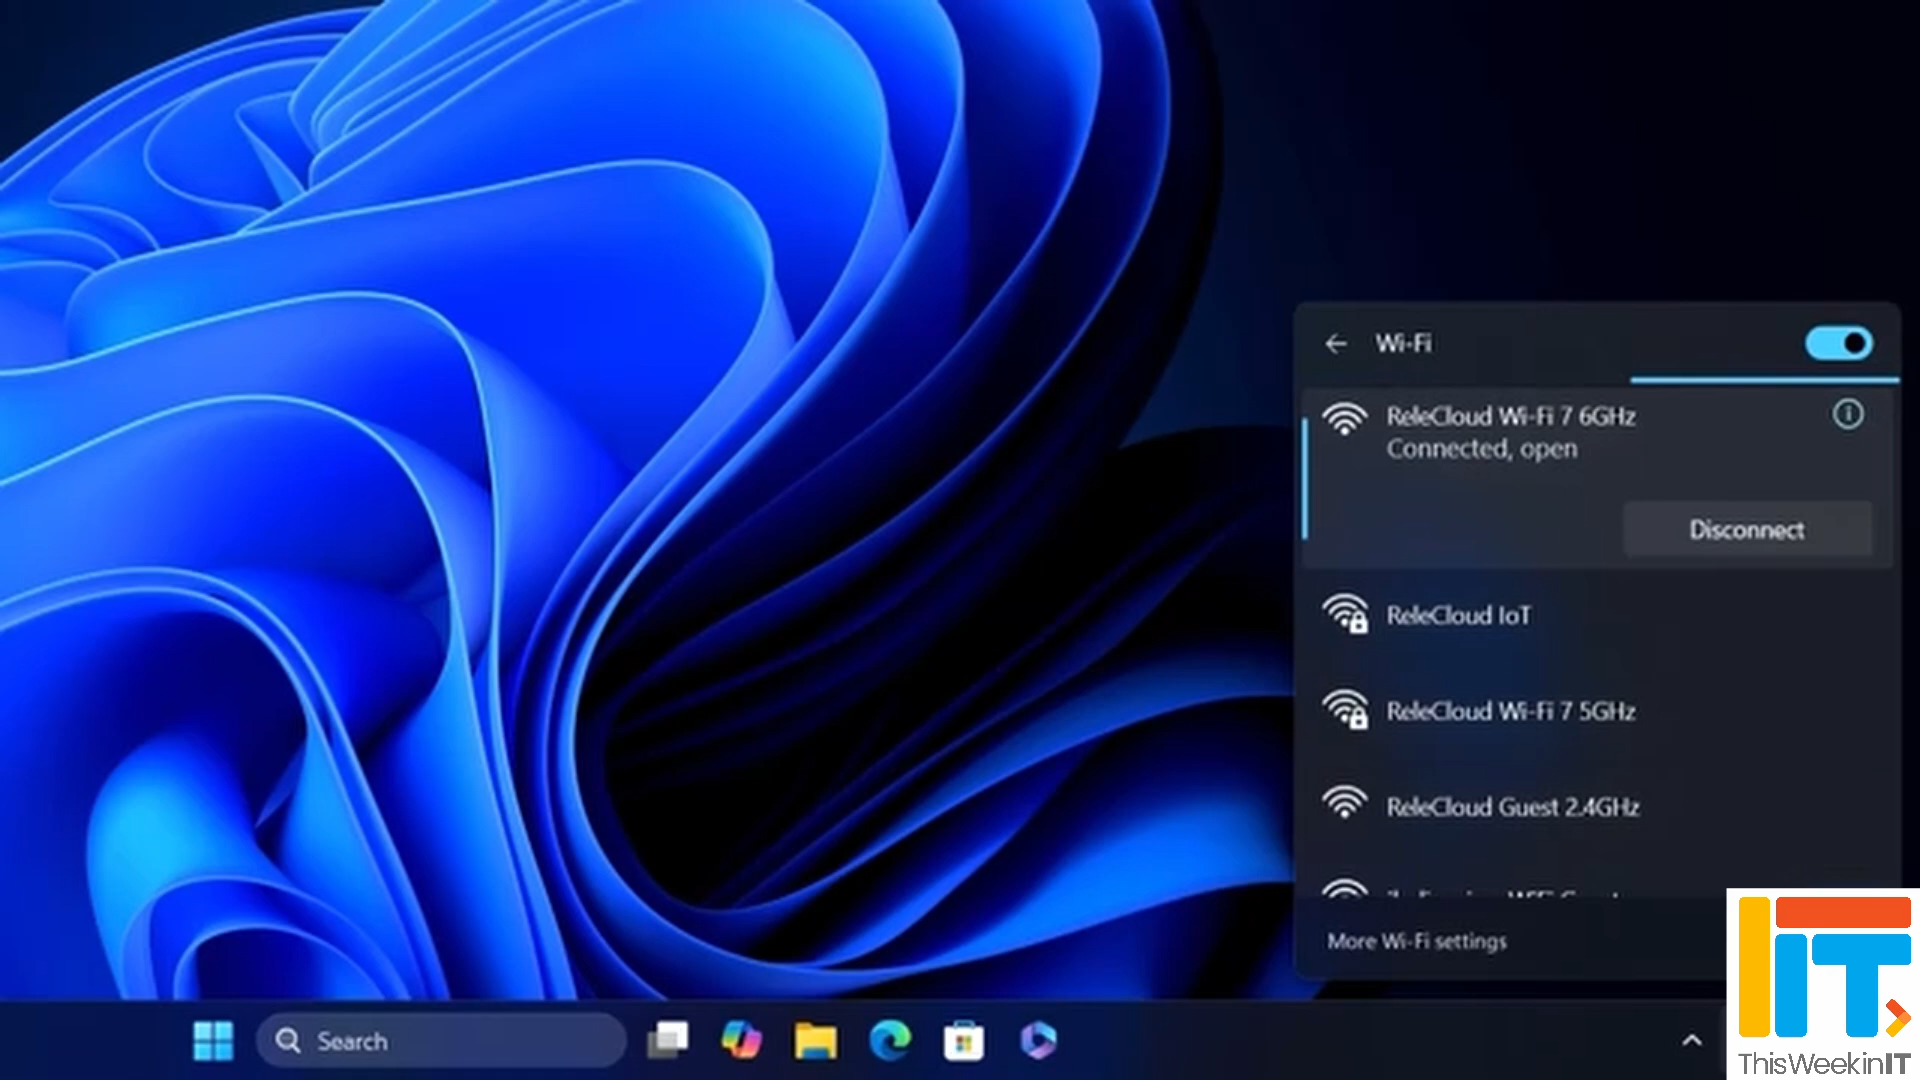 Wi-Fi
ReleCloud Wi-Fi 7 6GHz
Connected, open
Disconnect
ReleCloud IoT
ReleCloud Wi-Fi 7 5GHz
ReleCloud Guest 2.4GHz
More Wi-Fi settings
Search
IT
ThisWeekinIT